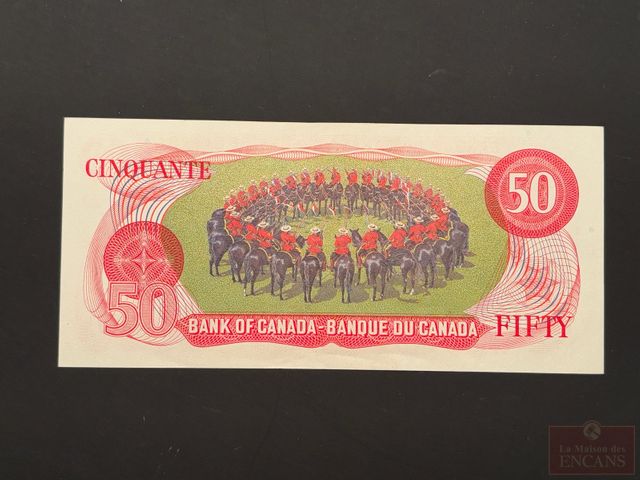 CINQUANTE
50
50
BANK OF CANADA - BANQUE DU CANADA
FIFTY
La Maison des
ENCANS